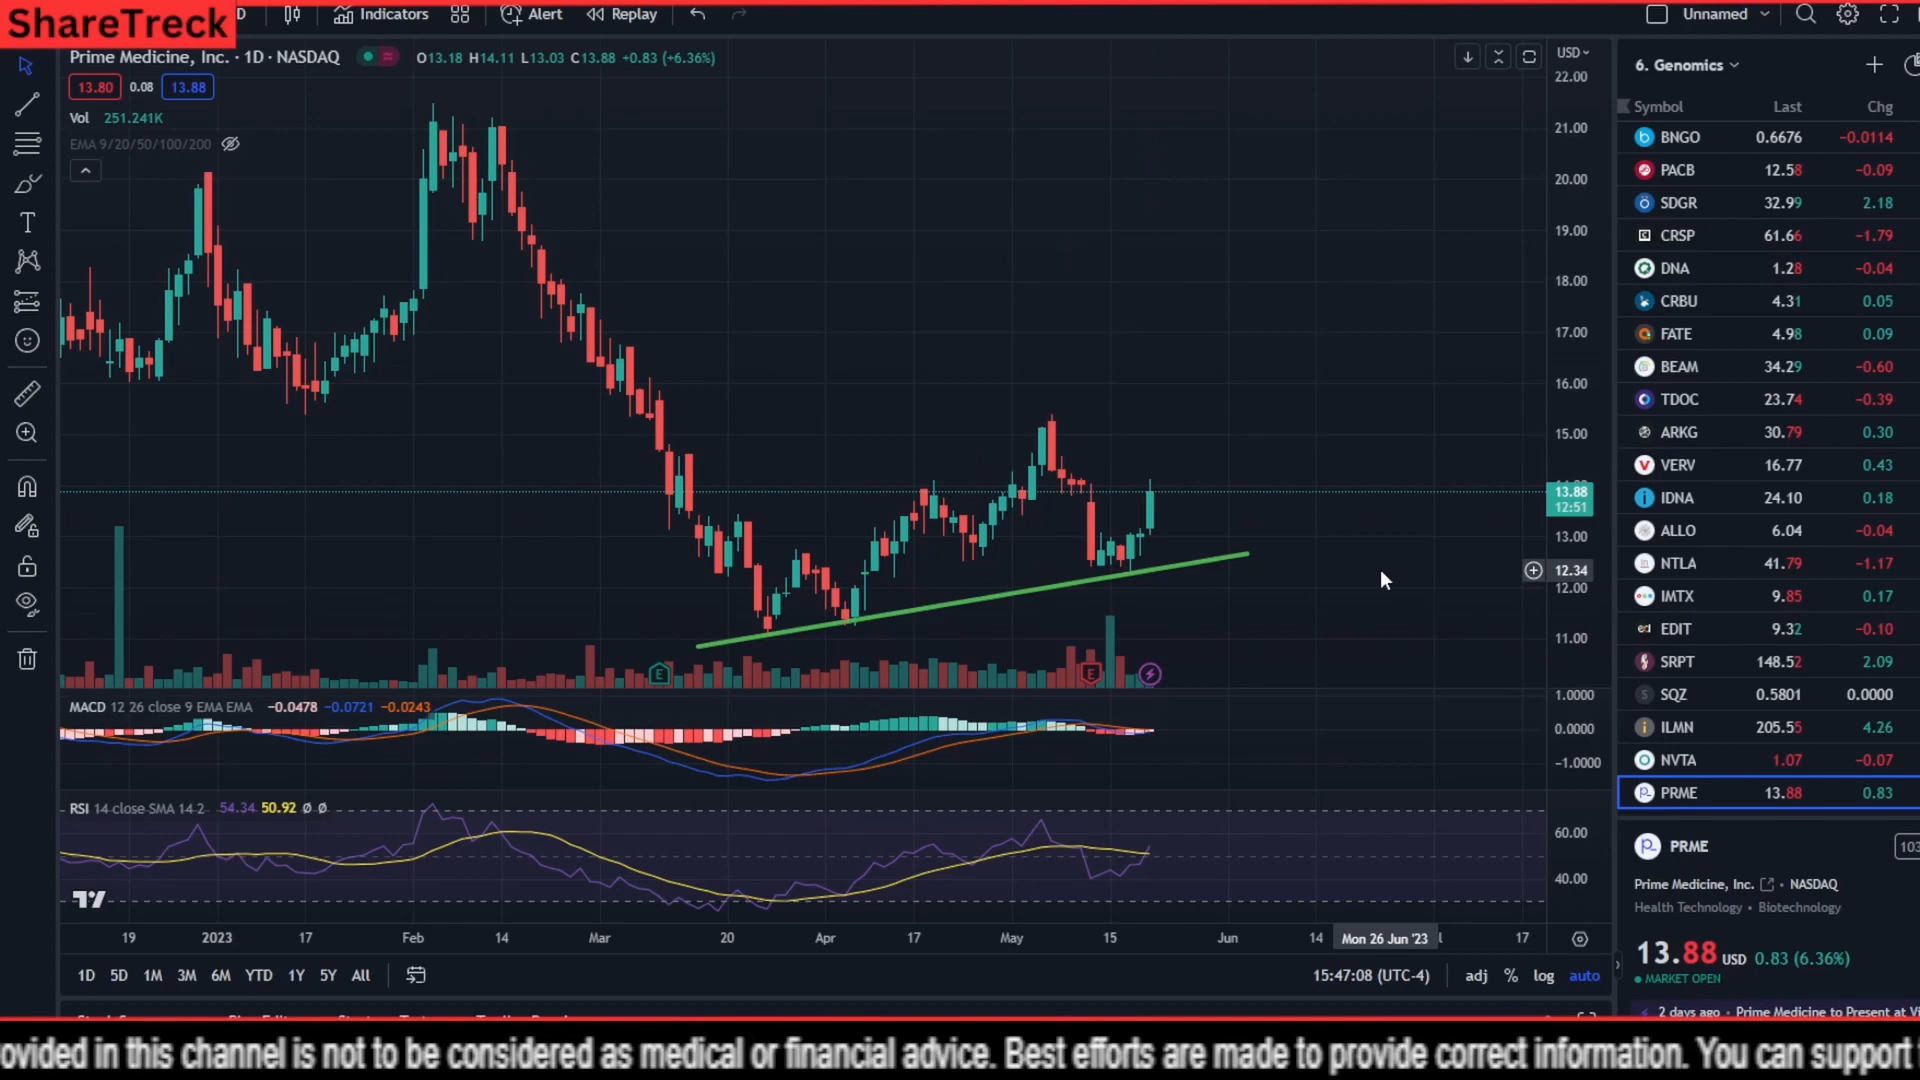 ShareTreck
D
Indicators
Alert
Replay
Unnamed
Prime Medicine, Inc. · 1D · NASDAQ
O13.18 H14.11 L13.03 C13.88 +0.83 (+6.36%)
13.80 0.08 13.88
Vol 251.241K
EMA 9/20/50/100/200
USD
22.00
21.00
20.00
19.00
18.00
17.00
16.00
15.00
13.88
12:51
13.00
12.34
12.00
11.00
E
E
MACD 12 26 close 9 EMA EMA −0.0478 −0.0721 −0.0243
1.0000
0.0000
−1.0000
RSI 14 close SMA 14 2 54.34 50.92 Ø Ø
60.00
40.00
19 2023 17 Feb 14 Mar 20 Apr 17 May 15 Jun 14 Mon 26 Jun '23 17
1D 5D 1M 3M 6M YTD 1Y 5Y All
15:47:08 (UTC-4) adj % log auto
6. Genomics
Symbol Last Chg
BNGO 0.6676 −0.0114
PACB 12.58 −0.09
SDGR 32.99 2.18
CRSP 61.66 −1.79
DNA 1.28 −0.04
CRBU 4.31 0.05
FATE 4.98 0.09
BEAM 34.29 −0.60
TDOC 23.74 −0.39
ARKG 30.79 0.30
VERV 16.77 0.43
IDNA 24.10 0.18
ALLO 6.04 −0.04
NTLA 41.79 −1.17
IMTX 9.85 0.17
EDIT 9.32 −0.10
SRPT 148.52 2.09
SQZ 0.5801 0.0000
ILMN 205.55 4.26
NVTA 1.07 −0.07
PRME 13.88 0.83
PRME
103
Prime Medicine, Inc. • NASDAQ
Health Technology • Biotechnology
13.88 USD 0.83 (6.36%)
MARKET OPEN
2 days ago • Prime Medicine to Present at Vi
ovided in this channel is not to be considered as medical or financial advice. Best efforts are made to provide correct information. You can support